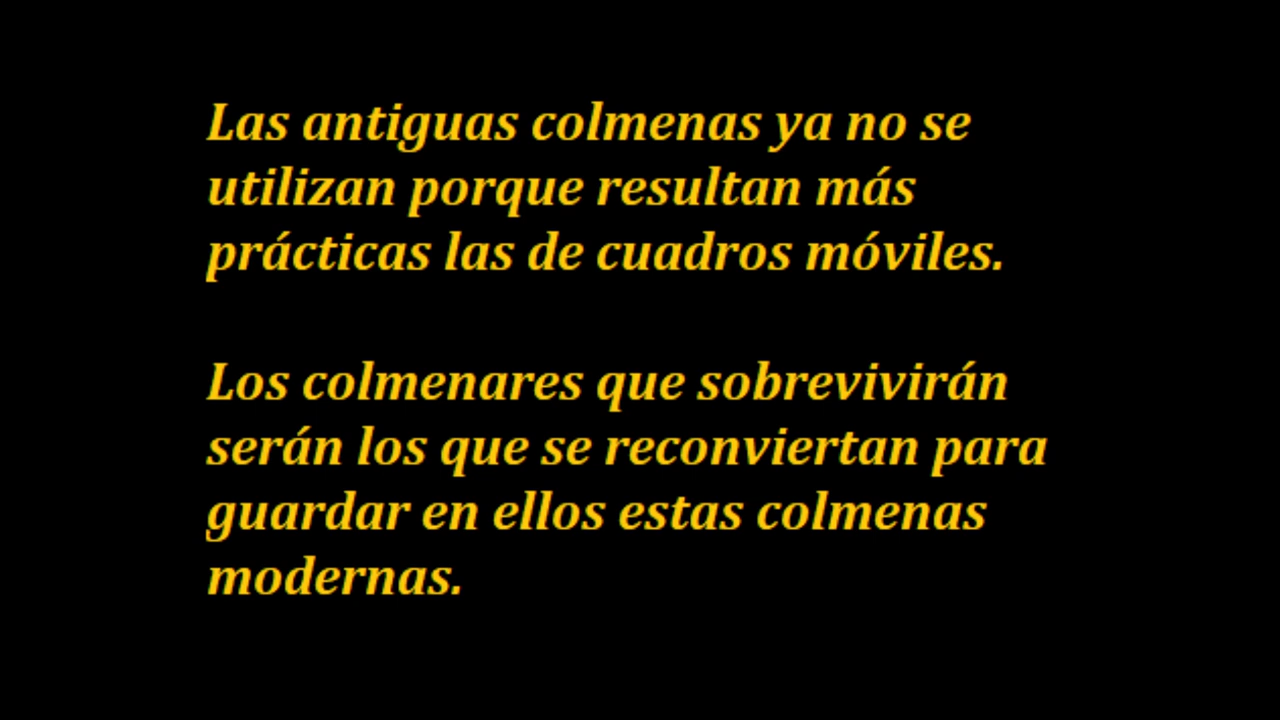 Las antiguas colmenas ya no se
utilizan porque resultan más
prácticas las de cuadros móviles.
Los colmenares que sobrevivirán
serán los que se reconviertan para
guardar en ellos estas colmenas
modernas.